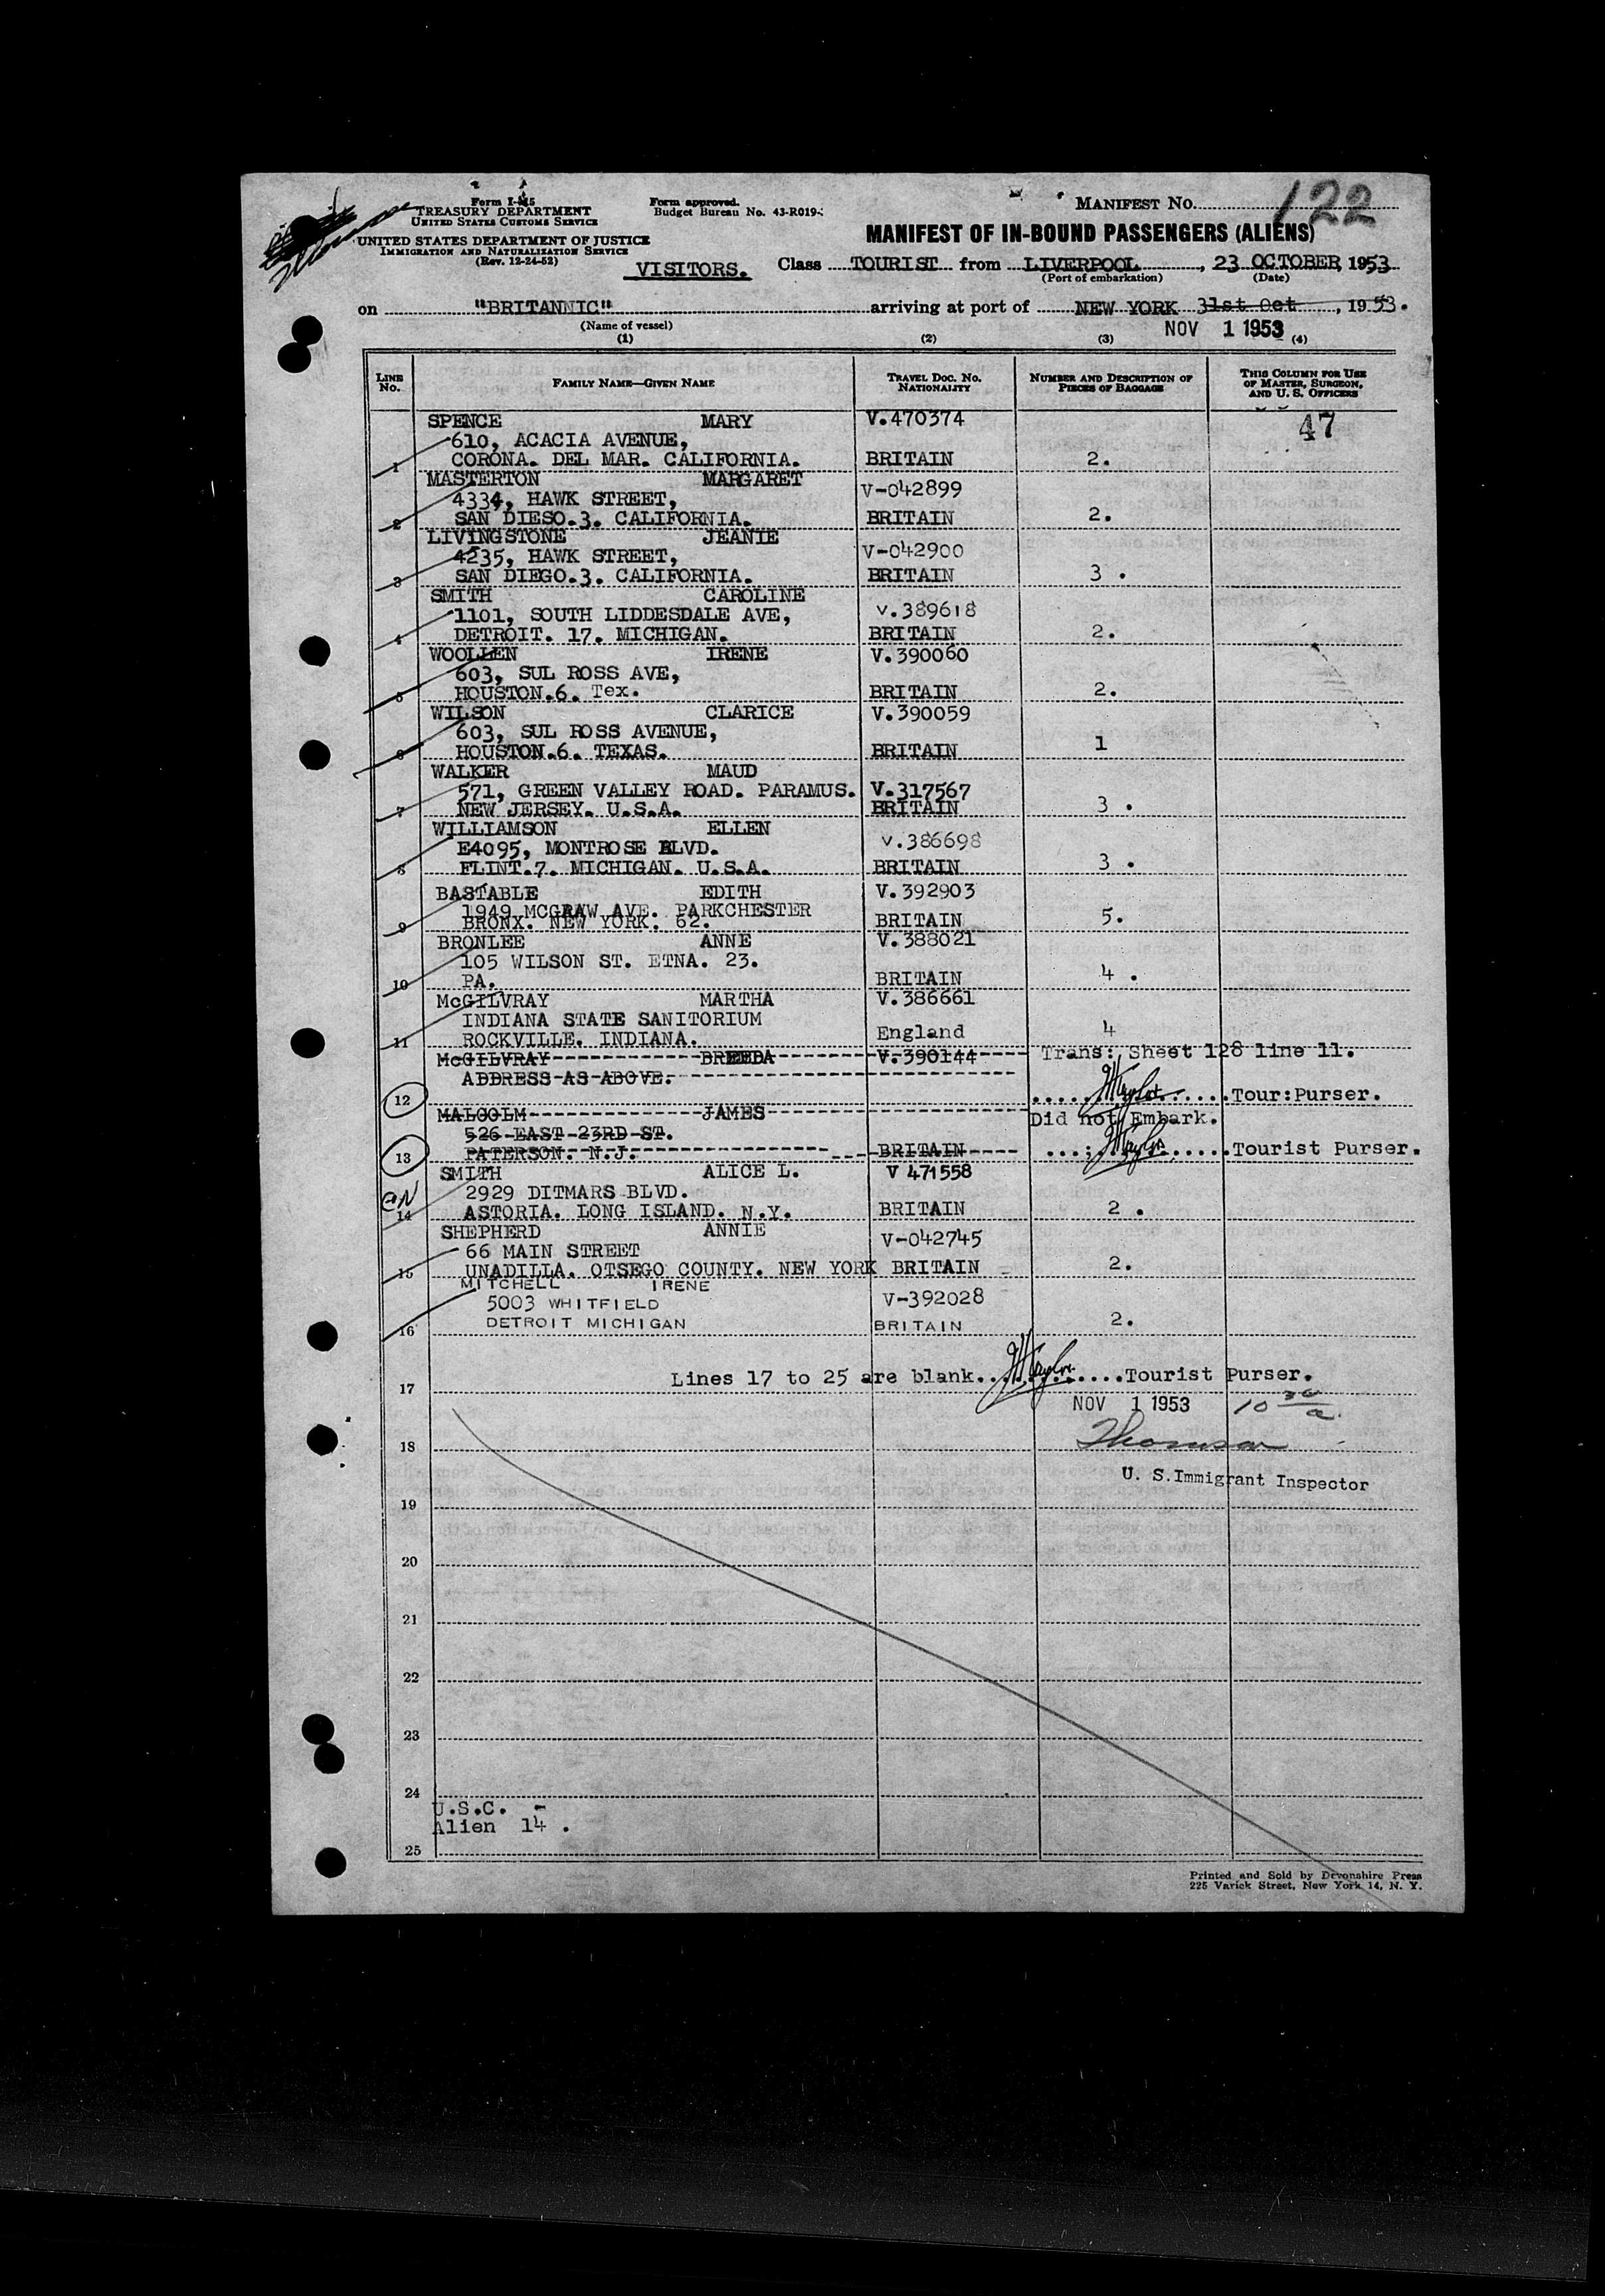 Form I-415
TREASURY DEPARTMENT
UNITED STATES CUSTOMS SERVICE
UNITED STATES DEPARTMENT OF JUSTICE
IMMIGRATION AND NATURALIZATION SERVICE
(Rev. 12-24-52)
Form approved.
Budget Bureau No. 43-R019-
MANIFEST No. 122
MANIFEST OF IN-BOUND PASSENGERS (ALIENS)
VISITORS. Class TOURIST from LIVERPOOL, 23 OCTOBER, 1953
(Port of embarkation) (Date)
on "BRITANNIC" arriving at port of NEW YORK 31st Oct, 1953.
(Name of vessel) NOV 1 1953
(1) (2) (3) (4)
LINE No. FAMILY NAME—GIVEN NAME TRAVEL DOC. NO. NATIONALITY NUMBER AND DESCRIPTION OF PIECES OF BAGGAGE THIS COLUMN FOR USE OF MASTER, SURGEON, AND U. S. OFFICERS
SPENCE MARY V.470374 47
610, ACACIA AVENUE,
1 CORONA. DEL MAR. CALIFORNIA. BRITAIN 2.
MASTERTON MARGARET V-042899
4334, HAWK STREET,
2 SAN DIESO.3. CALIFORNIA. BRITAIN 2.
LIVINGSTONE JEANIE V-042900
4235, HAWK STREET,
3 SAN DIEGO.3. CALIFORNIA. BRITAIN 3 .
SMITH CAROLINE V.389618
1101, SOUTH LIDDESDALE AVE,
4 DETROIT. 17. MICHIGAN. BRITAIN 2.
WOOLLEN IRENE V.390060
603, SUL ROSS AVE,
5 HOUSTON.6. Tex. BRITAIN 2.
WILSON CLARICE V.390059
603, SUL ROSS AVENUE,
6 HOUSTON.6. TEXAS. BRITAIN 1
WALKER MAUD
571, GREEN VALLEY ROAD. PARAMUS. V.317567
7 NEW JERSEY. U.S.A. BRITAIN 3 .
WILLIAMSON ELLEN V.386698
E4095, MONTROSE BLVD.
8 FLINT.7. MICHIGAN. U.S.A. BRITAIN 3 .
BASTABLE EDITH V.392903
1949 MCGRAW AVE. PARKCHESTER
9 BRONX. NEW YORK. 62. BRITAIN 5.
BRONLEE ANNE V.388021
105 WILSON ST. ETNA. 23.
10 PA. BRITAIN 4 .
McGILVRAY MARTHA V.386661
INDIANA STATE SANITORIUM
11 ROCKVILLE. INDIANA. England 4
McGILVRAY BREEDA V.390144 Trans: Sheet 128 line 11.
ADDRESS AS ABOVE.
12 Tour:Purser.
MALCOLM JAMES Did not Embark.
526 EAST 23RD ST.
13 PATERSON. N.J. BRITAIN Tourist Purser.
SMITH ALICE L. V 471558
2929 DITMARS BLVD.
14 ASTORIA. LONG ISLAND. N.Y. BRITAIN 2 .
SHEPHERD ANNIE V-042745
66 MAIN STREET
15 UNADILLA. OTSEGO COUNTY. NEW YORK BRITAIN 2.
MITCHELL IRENE
5003 WHITFIELD V-392028
16 DETROIT MICHIGAN BRITAIN 2.
17 Lines 17 to 25 are blank. Tourist Purser.
NOV 1 1953 10 30 a.
18 Thomson
U. S. Immigrant Inspector
19
20
21
22
23
24
U.S.C. -
Alien 14 .
25
Printed and Sold by Devonshire Press
225 Varick Street, New York 14, N. Y.